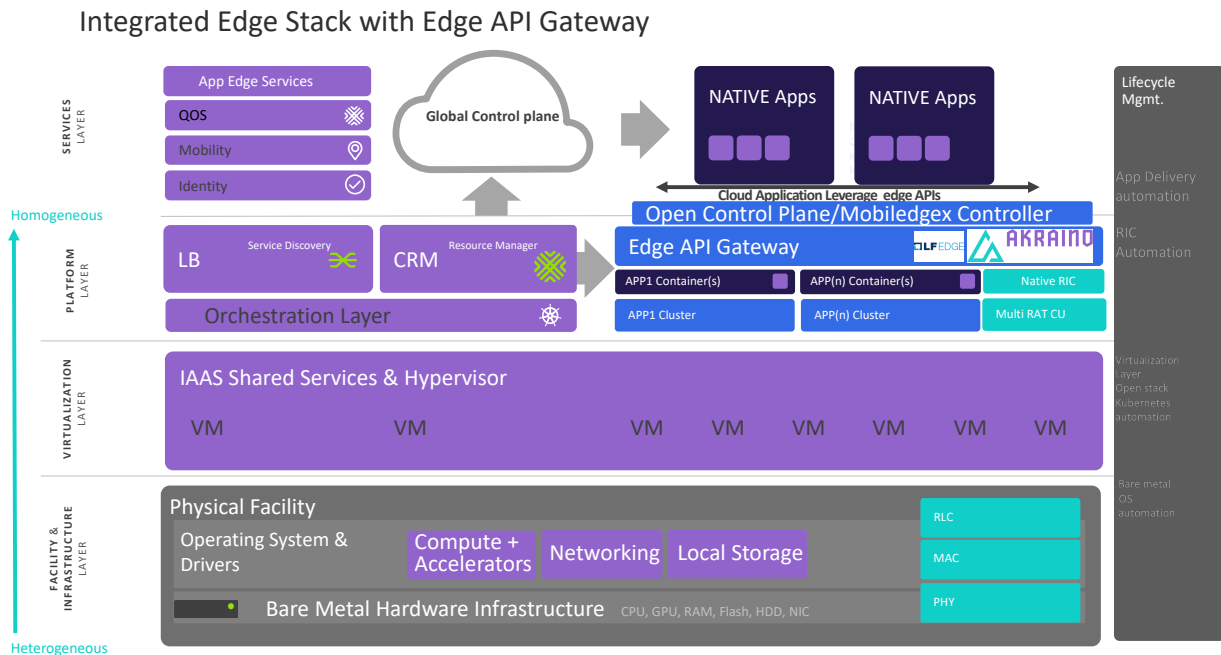 Integrated Edge Stack with Edge API Gateway
SERVICES
LAYER
App Edge Services
QOS
Mobility
Identity
Global Control plane
NATIVE Apps
NATIVE Apps
Cloud Application Leverage edge APIs
Lifecycle
Mgmt.
App Delivery
automation
Homogeneous
PLATFORM
LAYER
LB
Service Discovery
CRM
Resource Manager
Orchestration Layer
Open Control Plane/Mobiledgex Controller
Edge API Gateway
LF EDGE
AKRAINO
APP1 Container(s)
APP(n) Container(s)
Native RIC
APP1 Cluster
APP(n) Cluster
Multi RAT CU
RIC
Automation
VIRTUALIZATION
LAYER
IAAS Shared Services & Hypervisor
VM
VM
VM
VM
VM
VM
VM
VM
Virtualization
Layer
Open stack
Kubernetes
automation
FACILITY &
INFRASTRUCTURE
LAYER
Physical Facility
Operating System &
Drivers
Compute +
Accelerators
Networking
Local Storage
RLC
MAC
PHY
Bare Metal Hardware Infrastructure
CPU, GPU, RAM, Flash, HDD, NIC
Bare metal
OS
automation
Heterogeneous